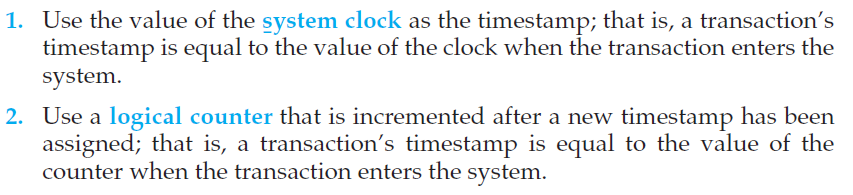 1. Use the value of the system clock as the timestamp; that is, a transaction’s
timestamp is equal to the value of the clock when the transaction enters the
system.
2. Use a logical counter that is incremented after a new timestamp has been
assigned; that is, a transaction’s timestamp is equal to the value of the
counter when the transaction enters the system.